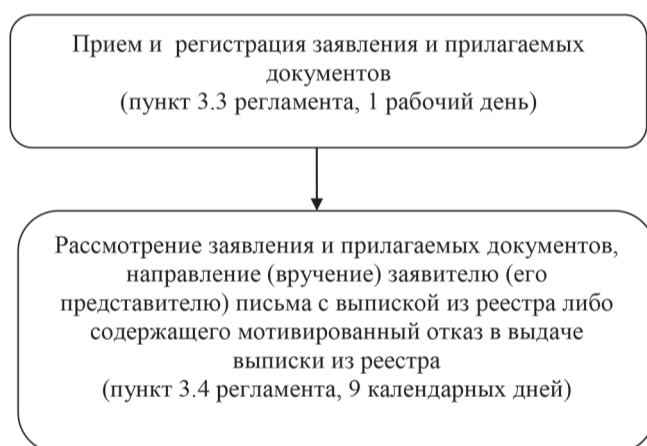 Прием и регистрация заявления и прилагаемых
документов
(пункт 3.3 регламента, 1 рабочий день)
Рассмотрение заявления и прилагаемых документов,
направление (вручение) заявителю (его
представителю) письма с выпиской из реестра либо
содержащего мотивированный отказ в выдаче
выписки из реестра
(пункт 3.4 регламента, 9 календарных дней)